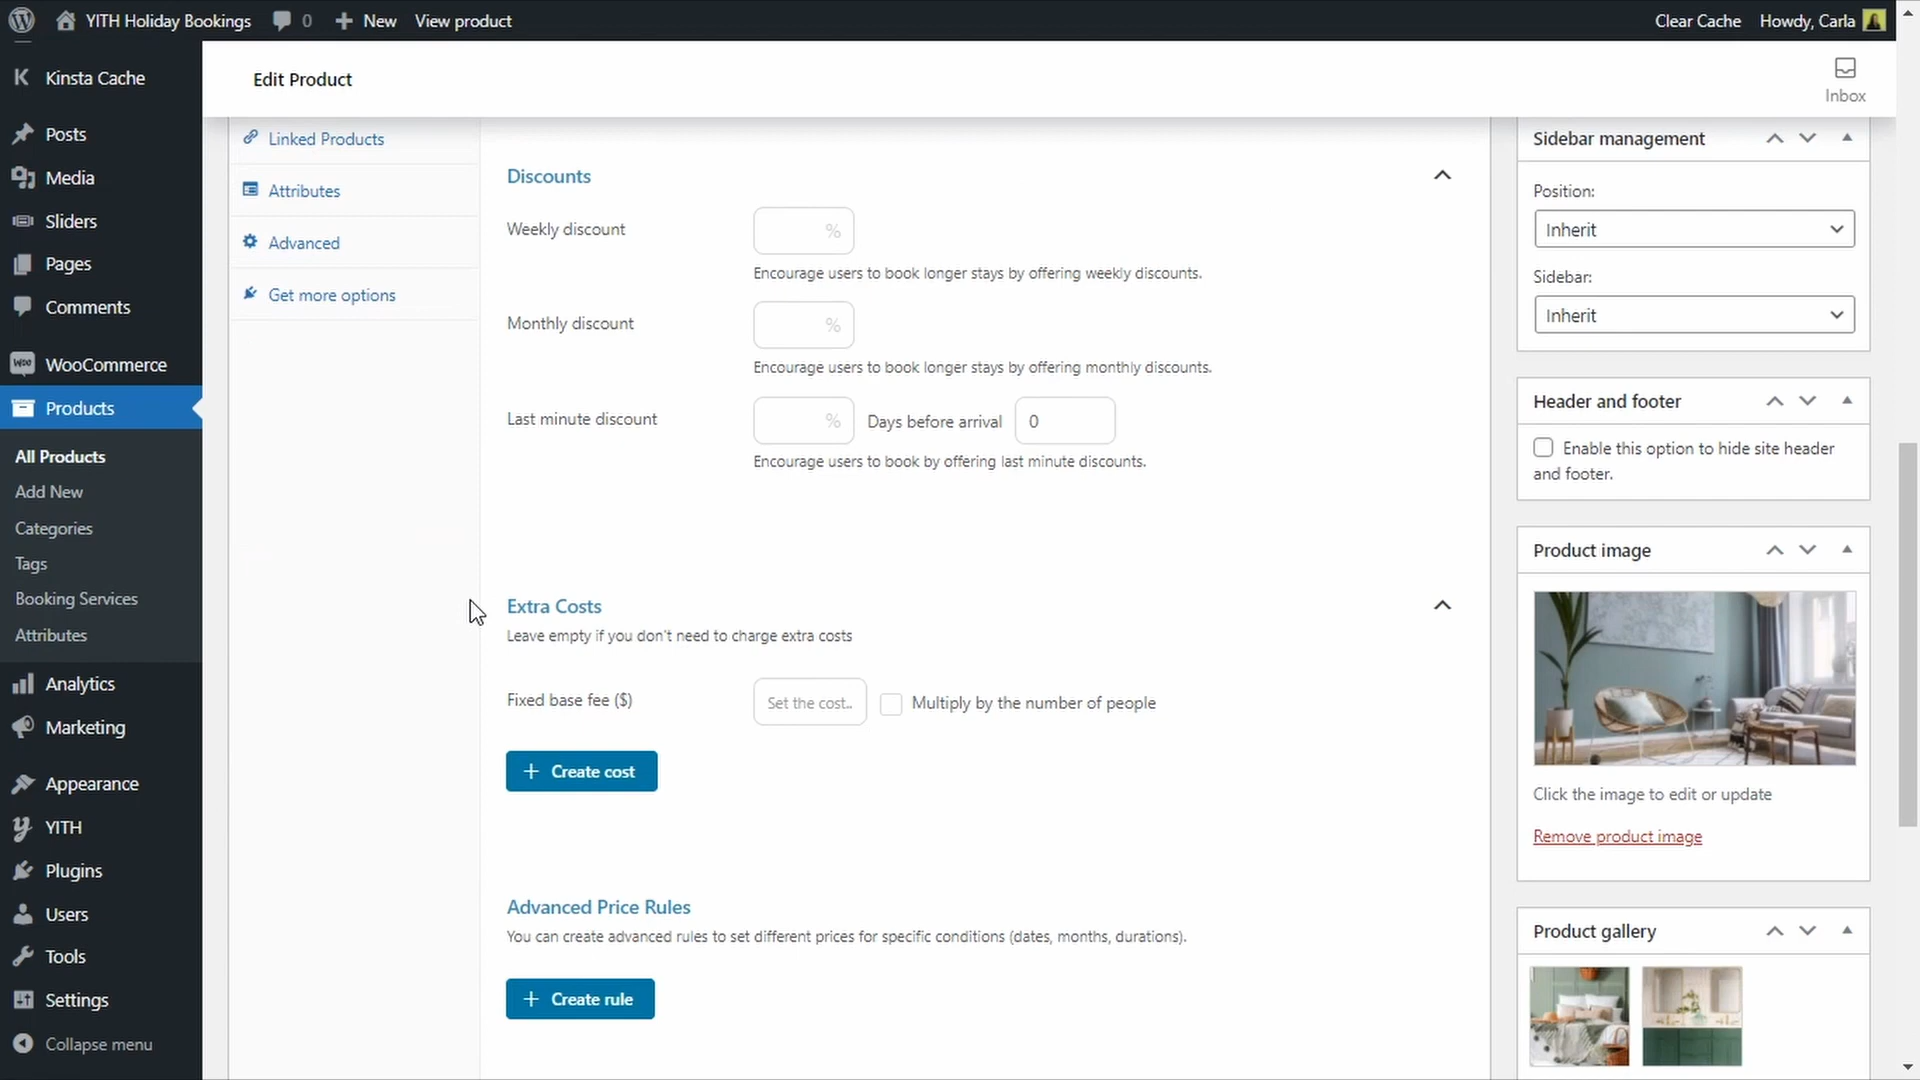 YITH Holiday Bookings
0
New
View product
Clear Cache
Howdy, Carla
Kinsta Cache
Posts
Media
Sliders
Pages
Comments
WooCommerce
Products
All Products
Add New
Categories
Tags
Booking Services
Attributes
Analytics
Marketing
Appearance
YITH
Plugins
Users
Tools
Settings
Collapse menu
Edit Product
Inbox
Linked Products
Attributes
Advanced
Get more options
Discounts
Weekly discount
%
Encourage users to book longer stays by offering weekly discounts.
Monthly discount
%
Encourage users to book longer stays by offering monthly discounts.
Last minute discount
%
Days before arrival
0
Encourage users to book by offering last minute discounts.
Extra Costs
Leave empty if you don't need to charge extra costs
Fixed base fee ($)
Set the cost..
Multiply by the number of people
+ Create cost
Advanced Price Rules
You can create advanced rules to set different prices for specific conditions (dates, months, durations).
+ Create rule
Sidebar management
Position:
Inherit
Sidebar:
Inherit
Header and footer
Enable this option to hide site header
and footer.
Product image
Click the image to edit or update
Remove product image
Product gallery